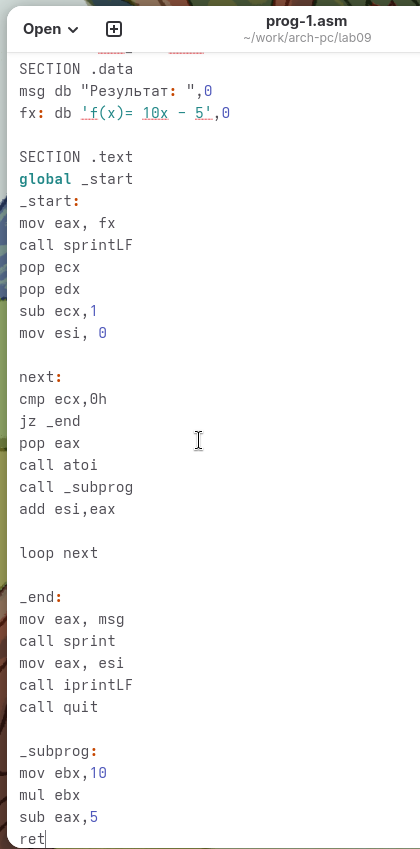 Open
prog-1.asm
~/work/arch-pc/lab09
SECTION .data
msg db "Результат: ",0
fx: db 'f(x)= 10x - 5',0
SECTION .text
global _start
_start:
mov eax, fx
call sprintLF
pop ecx
pop edx
sub ecx,1
mov esi, 0
next:
cmp ecx,0h
jz _end
pop eax
call atoi
call _subprog
add esi,eax
loop next
_end:
mov eax, msg
call sprint
mov eax, esi
call iprintLF
call quit
_subprog:
mov ebx,10
mul ebx
sub eax,5
ret